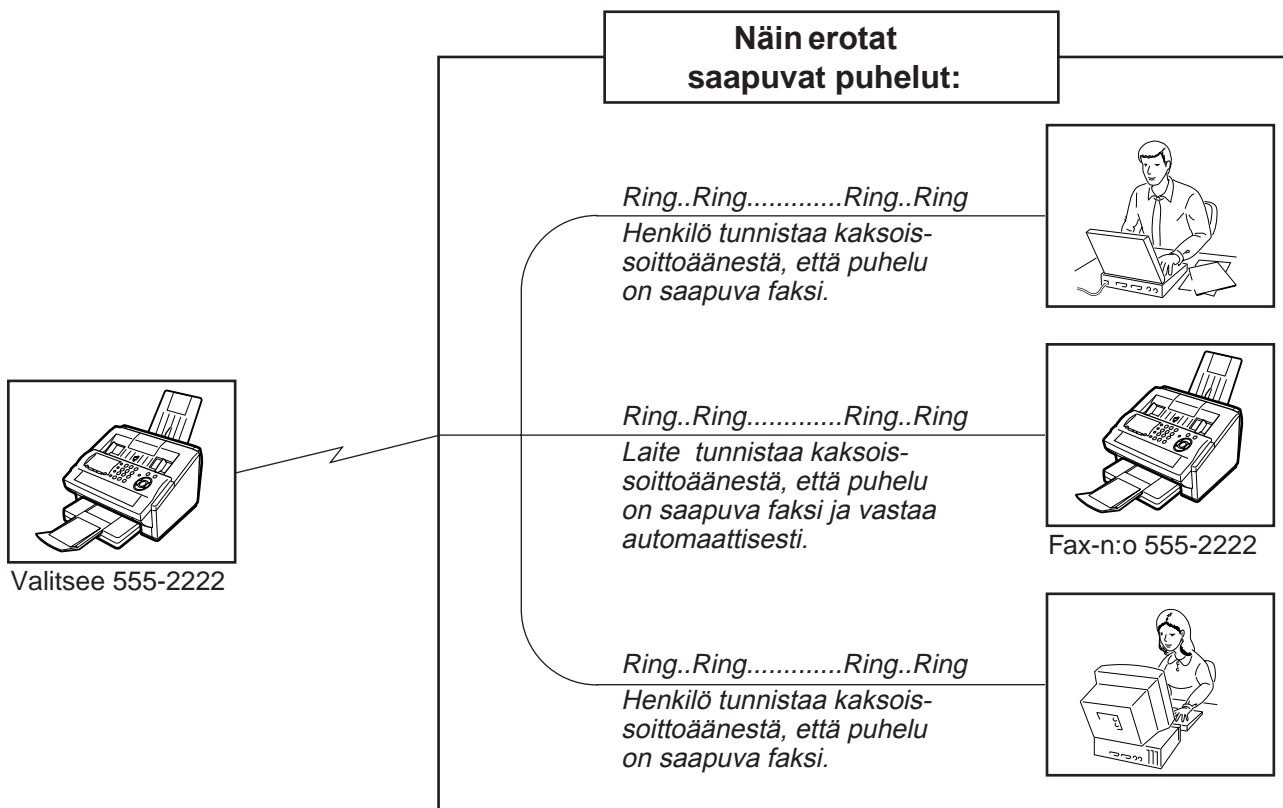 Näin erotat
saapuvat puhelut:
Ring..Ring.............Ring..Ring
Henkilö tunnistaa kaksois-
soittoäänestä, että puhelu
on saapuva faksi.
Ring..Ring.............Ring..Ring
Laite tunnistaa kaksois-
soittoäänestä, että puhelu
on saapuva faksi ja vastaa
automaattisesti.
Fax-n:o 555-2222
Valitsee 555-2222
Ring..Ring.............Ring..Ring
Henkilö tunnistaa kaksois-
soittoäänestä, että puhelu
on saapuva faksi.